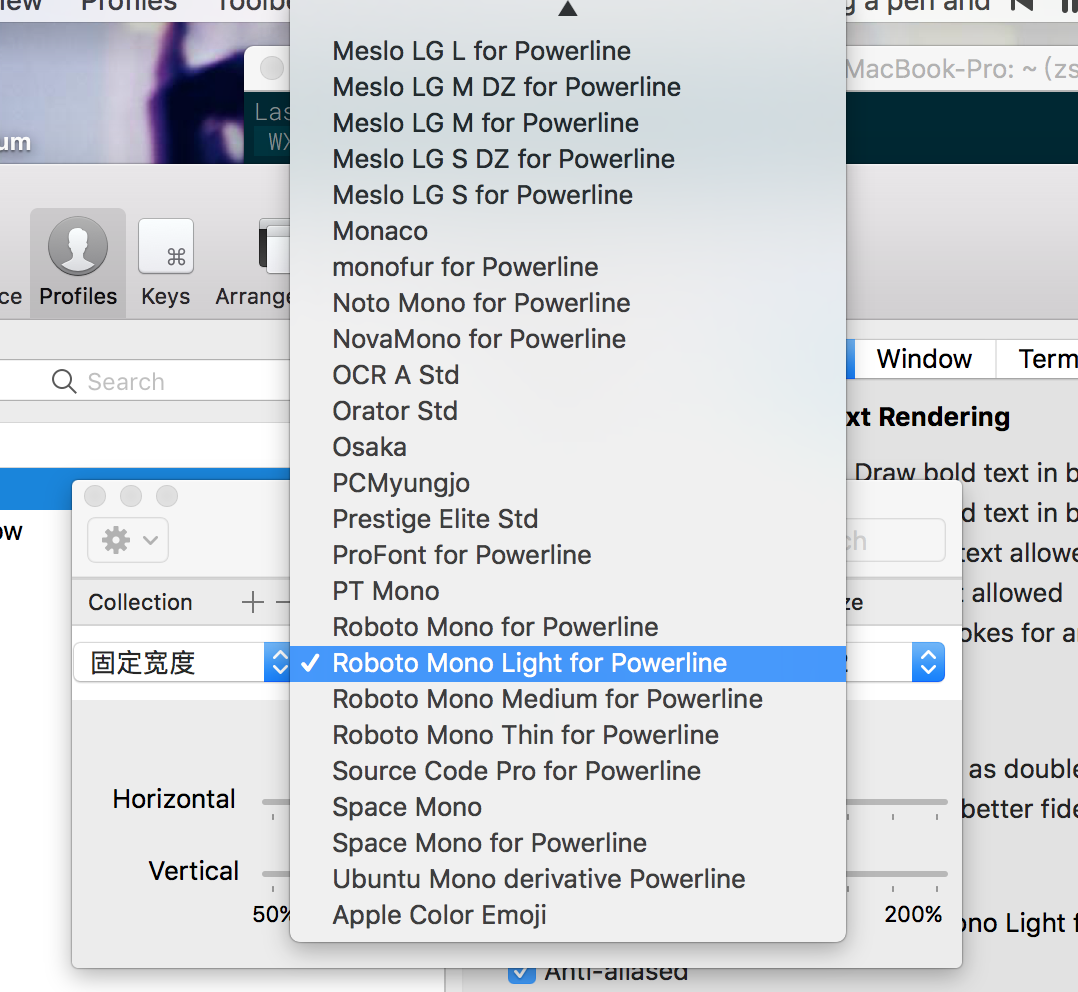 Profiles
g a pen and
Meslo LG L for Powerline
Meslo LG M DZ for Powerline
Meslo LG M for Powerline
Meslo LG S DZ for Powerline
Meslo LG S for Powerline
Monaco
monofur for Powerline
Noto Mono for Powerline
NovaMono for Powerline
OCR A Std
Orator Std
Osaka
PCMyungjo
Prestige Elite Std
ProFont for Powerline
PT Mono
Roboto Mono for Powerline
Roboto Mono Light for Powerline
Roboto Mono Medium for Powerline
Roboto Mono Thin for Powerline
Source Code Pro for Powerline
Space Mono
Space Mono for Powerline
Ubuntu Mono derivative Powerline
Apple Color Emoji
MacBook-Pro: ~ (zs
Las
um
WX
ce Profiles Keys Arrange
Search
Window Term
xt Rendering
Draw bold text in b
d text in b
text allowe
allowed
okes for a
ow
ch
Collection + −
ze
固定宽度
as double
better fide
Horizontal
Vertical
50% 200%
ono Light f
Anti-aliased